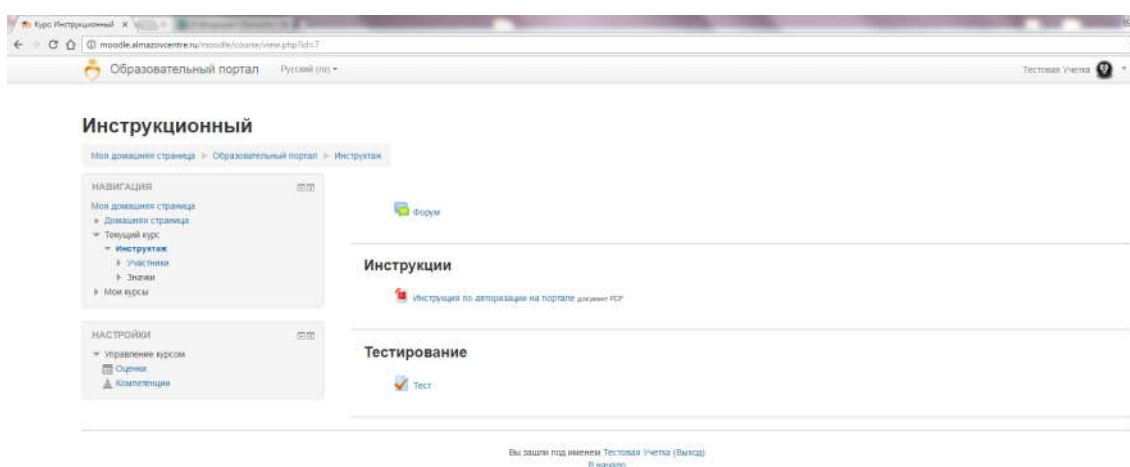 Курс Инструкционный
moodle.almazovcentre.ru/moodle/course/view.php?id=7
Образовательный портал Русский (ru)
Тестовая Учетка
Инструкционный
Моя домашняя страница Образовательный портал Инструктаж
НАВИГАЦИЯ
Моя домашняя страница
Домашняя страница
Текущий курс
Инструктаж
Участники
Значки
Мои курсы
НАСТРОЙКИ
Управление курсом
Оценки
Компетенции
Форум
Инструкции
Инструкция по авторизации на портале документ PDF
Тестирование
Тест
Вы зашли под именем Тестовая Учетка (Выход)
В начало